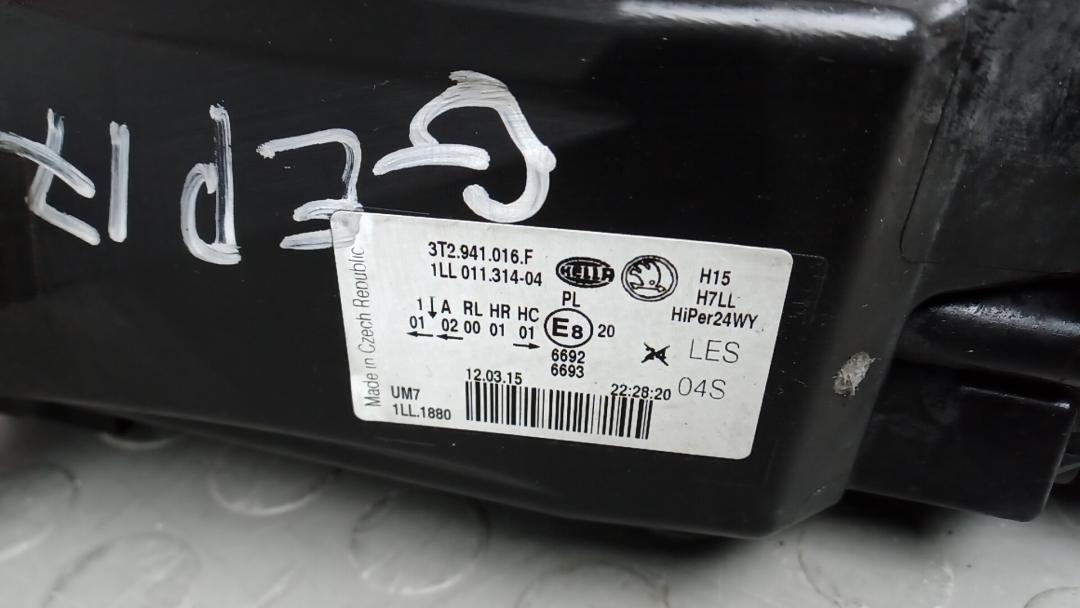 3T2.941.016.F
1LL 011.314-04
HELLA
H15
H7LL
HiPer24WY
PL
1 A RL HR HC
01 02 00 01 01
E8 20
6692
6693
LES
04S
12.03.15
22:28:20
UM7
1LL.1880
Made in Czech Republic